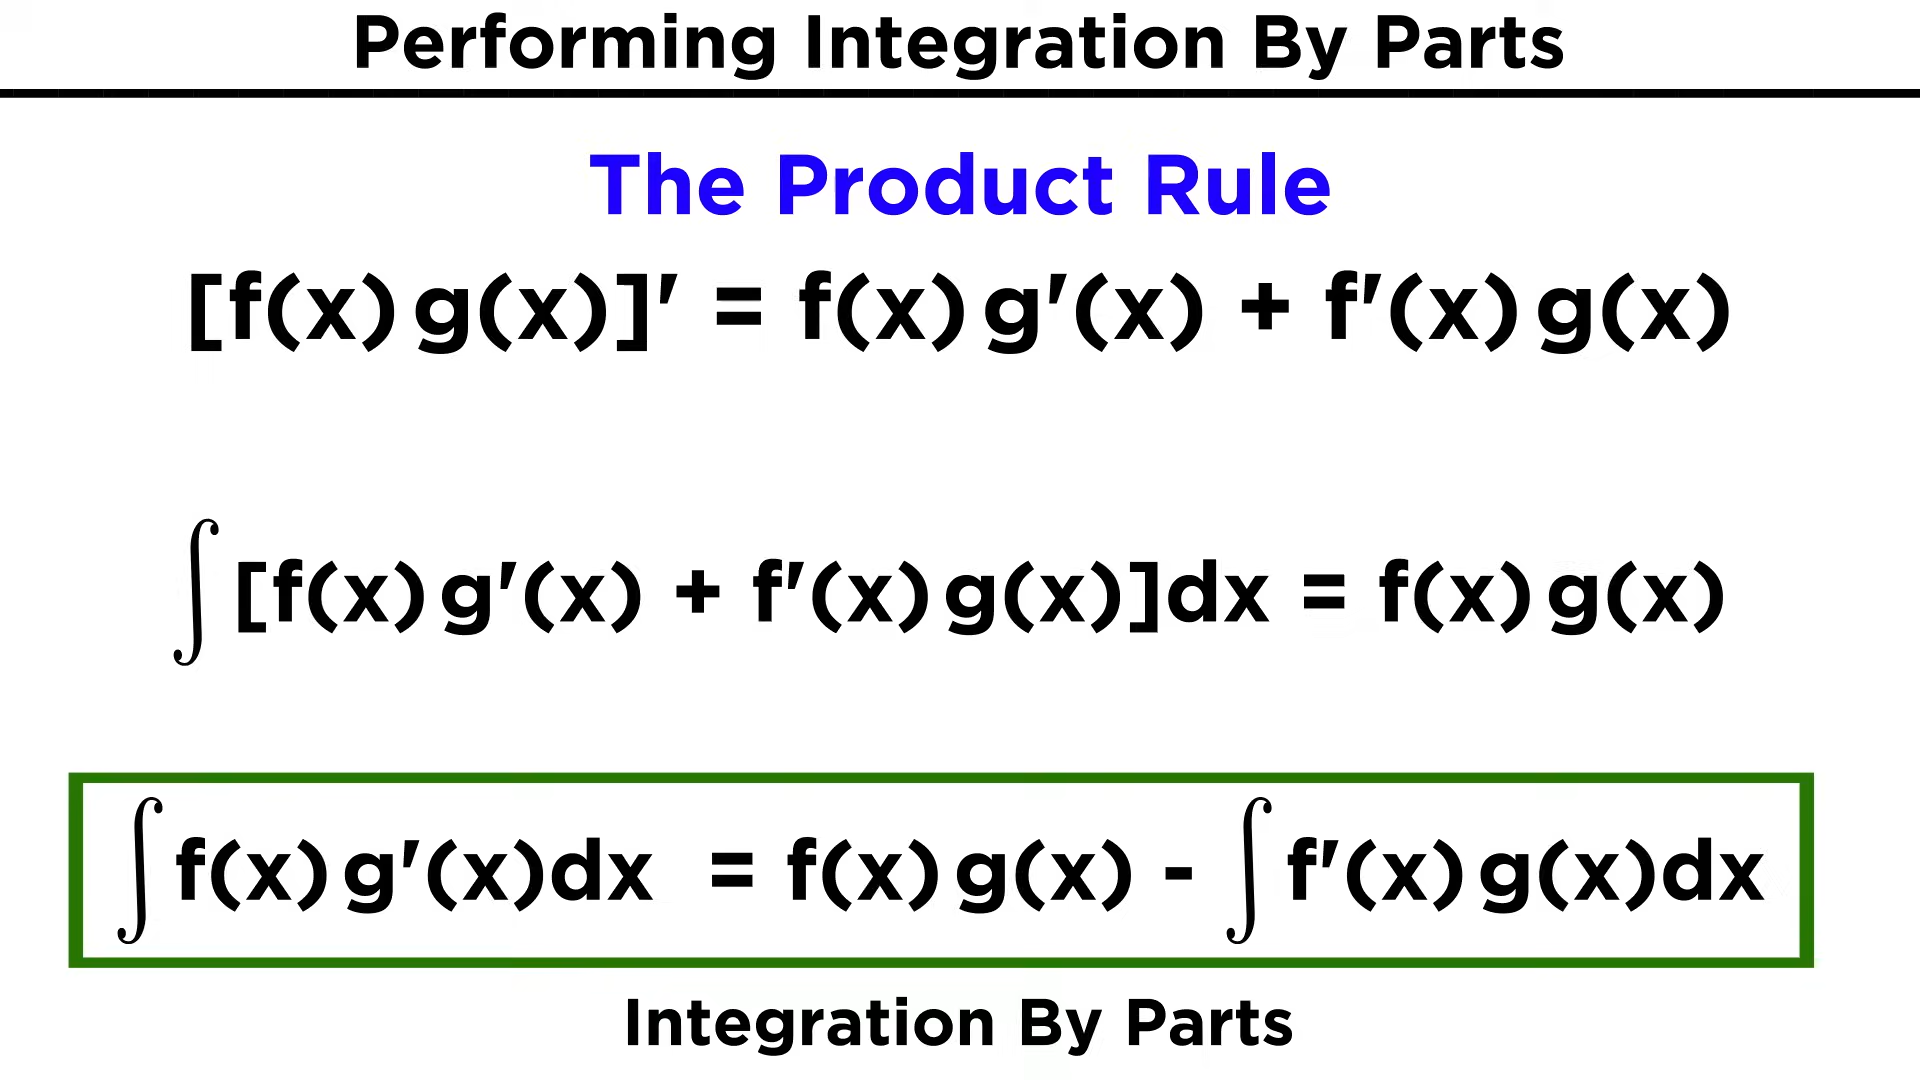 Performing Integration By Parts
The Product Rule
[f(x) g(x)]' = f(x) g'(x) + f'(x) g(x)
∫ [f(x) g'(x) + f'(x) g(x)]dx = f(x) g(x)
∫ f(x) g'(x)dx = f(x) g(x) - ∫ f'(x) g(x)dx
Integration By Parts